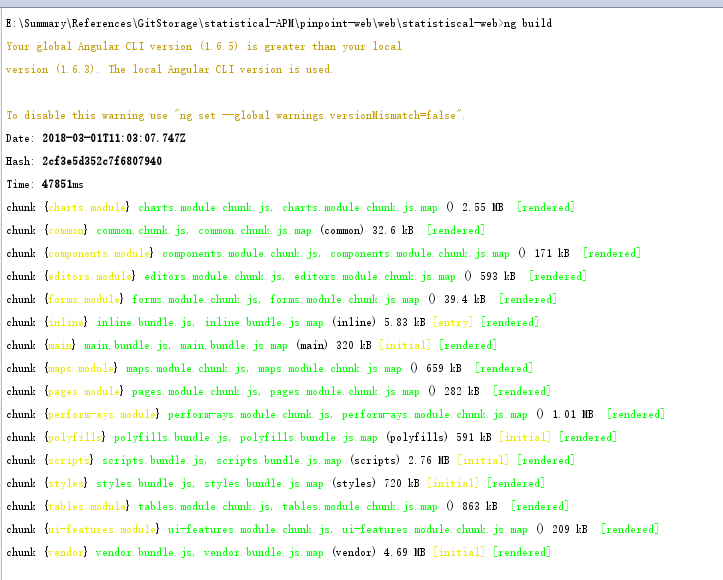 E:\Summary\References\GitStorage\statistical-APM\pinpoint-web\web\statistiscal-web>ng build
Your global Angular CLI version (1.6.5) is greater than your local
version (1.6.3). The local Angular CLI version is used.
To disable this warning use "ng set --global warnings.versionMismatch=false".
Date: 2018-03-01T11:03:07.747Z
Hash: 2cf3e5d352c7f6807940
Time: 47851ms
chunk {charts.module} charts.module.chunk.js, charts.module.chunk.js.map () 2.55 MB  [rendered]
chunk {common} common.chunk.js, common.chunk.js.map (common) 32.6 kB  [rendered]
chunk {components.module} components.module.chunk.js, components.module.chunk.js.map () 171 kB  [rendered]
chunk {editors.module} editors.module.chunk.js, editors.module.chunk.js.map () 593 kB  [rendered]
chunk {forms.module} forms.module.chunk.js, forms.module.chunk.js.map () 39.4 kB  [rendered]
chunk {inline} inline.bundle.js, inline.bundle.js.map (inline) 5.83 kB [entry] [rendered]
chunk {main} main.bundle.js, main.bundle.js.map (main) 320 kB [initial] [rendered]
chunk {maps.module} maps.module.chunk.js, maps.module.chunk.js.map () 659 kB  [rendered]
chunk {pages.module} pages.module.chunk.js, pages.module.chunk.js.map () 282 kB  [rendered]
chunk {perform-ays.module} perform-ays.module.chunk.js, perform-ays.module.chunk.js.map () 1.01 MB  [rendered]
chunk {polyfills} polyfills.bundle.js, polyfills.bundle.js.map (polyfills) 591 kB [initial] [rendered]
chunk {scripts} scripts.bundle.js, scripts.bundle.js.map (scripts) 2.76 MB [initial] [rendered]
chunk {styles} styles.bundle.js, styles.bundle.js.map (styles) 720 kB [initial] [rendered]
chunk {tables.module} tables.module.chunk.js, tables.module.chunk.js.map () 863 kB  [rendered]
chunk {ui-features.module} ui-features.module.chunk.js, ui-features.module.chunk.js.map () 209 kB  [rendered]
chunk {vendor} vendor.bundle.js, vendor.bundle.js.map (vendor) 4.69 MB [initial] [rendered]